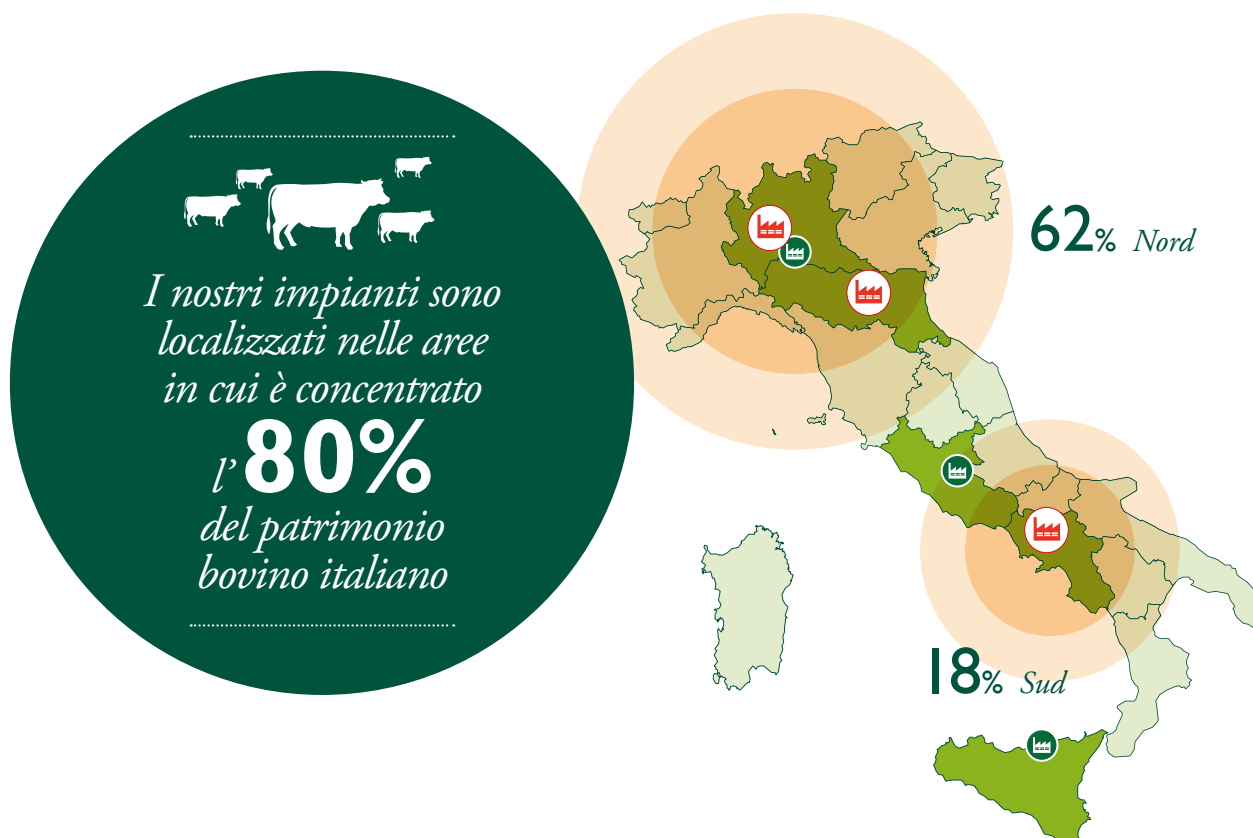 I nostri impianti sono
localizzati nelle aree
in cui è concentrato
l’80%
del patrimonio
bovino italiano
62% Nord
18% Sud